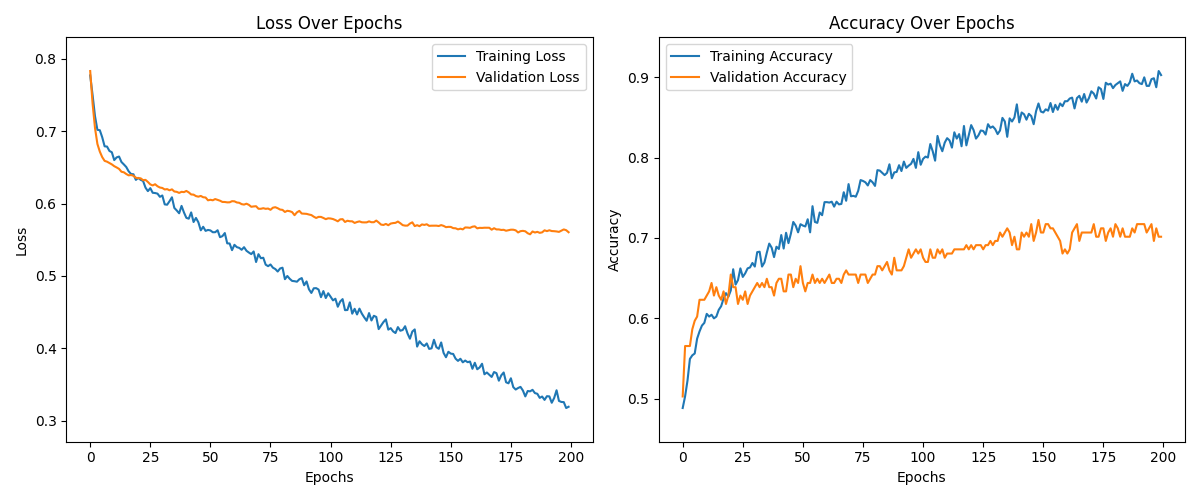 Loss Over Epochs
Training Loss
Validation Loss
Loss
0.8
0.7
0.6
0.5
0.4
0.3
0 25 50 75 100 125 150 175 200
Epochs
Accuracy Over Epochs
Training Accuracy
Validation Accuracy
Accuracy
0.9
0.8
0.7
0.6
0.5
0 25 50 75 100 125 150 175 200
Epochs